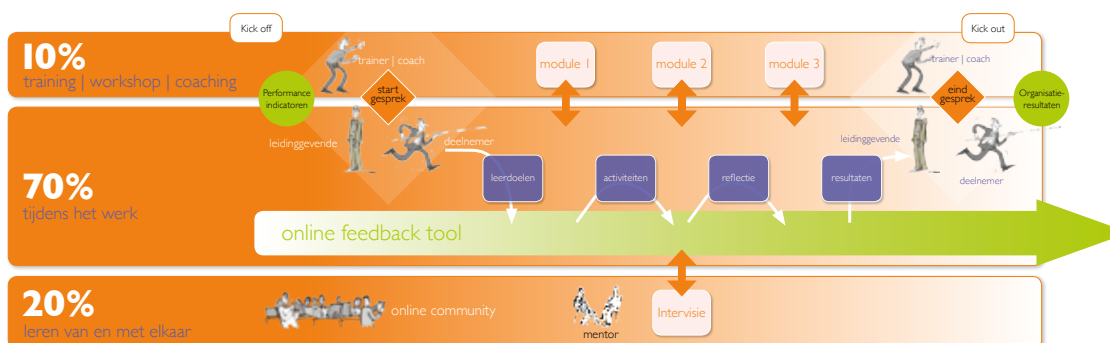 Kick off
Kick out
10%
training | workshop | coaching
trainer | coach
module 1
module 2
module 3
trainer | coach
Performance
indicatoren
start
gesprek
eind
gesprek
Organisatie-
resultaten
70%
tijdens het werk
leidinggevende
deelnemer
leerdoelen
activiteiten
reflectie
resultaten
leidinggevende
deelnemer
online feedback tool
20%
leren van en met elkaar
online community
mentor
Intervisie